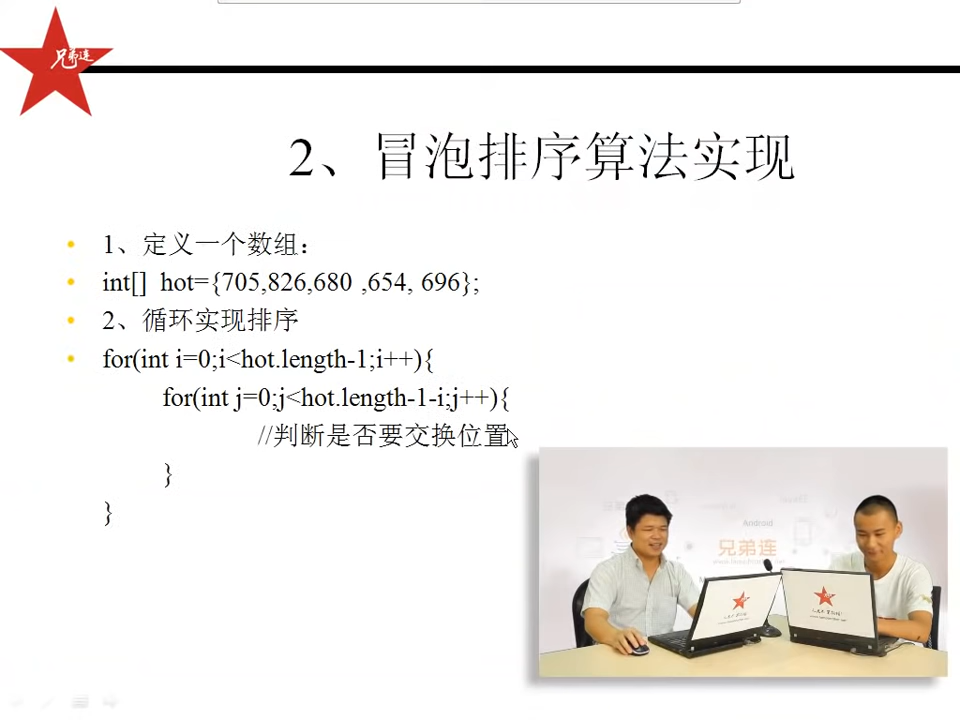 兄弟连
2、冒泡排序算法实现
1、定义一个数组：
int[] hot={705,826,680 ,654, 696};
2、循环实现排序
for(int i=0;i<hot.length-1;i++){
for(int j=0;j<hot.length-1-i;j++){
//判断是否要交换位置
}
}
Android
兄弟连